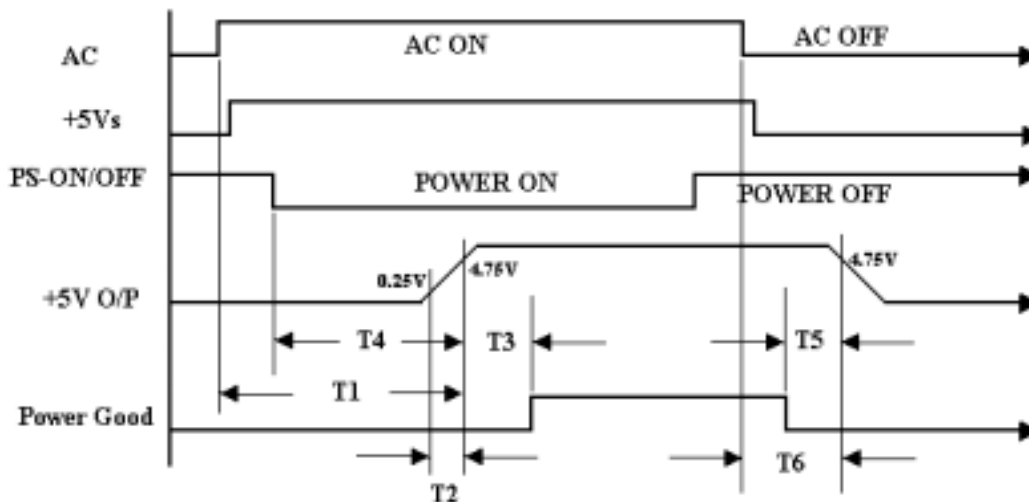 AC
AC ON
AC OFF
+5Vs
PS-ON/OFF
POWER ON
POWER OFF
0.25V
4.75V
4.75V
+5V O/P
T4
T3
T5
T1
Power Good
T2
T6